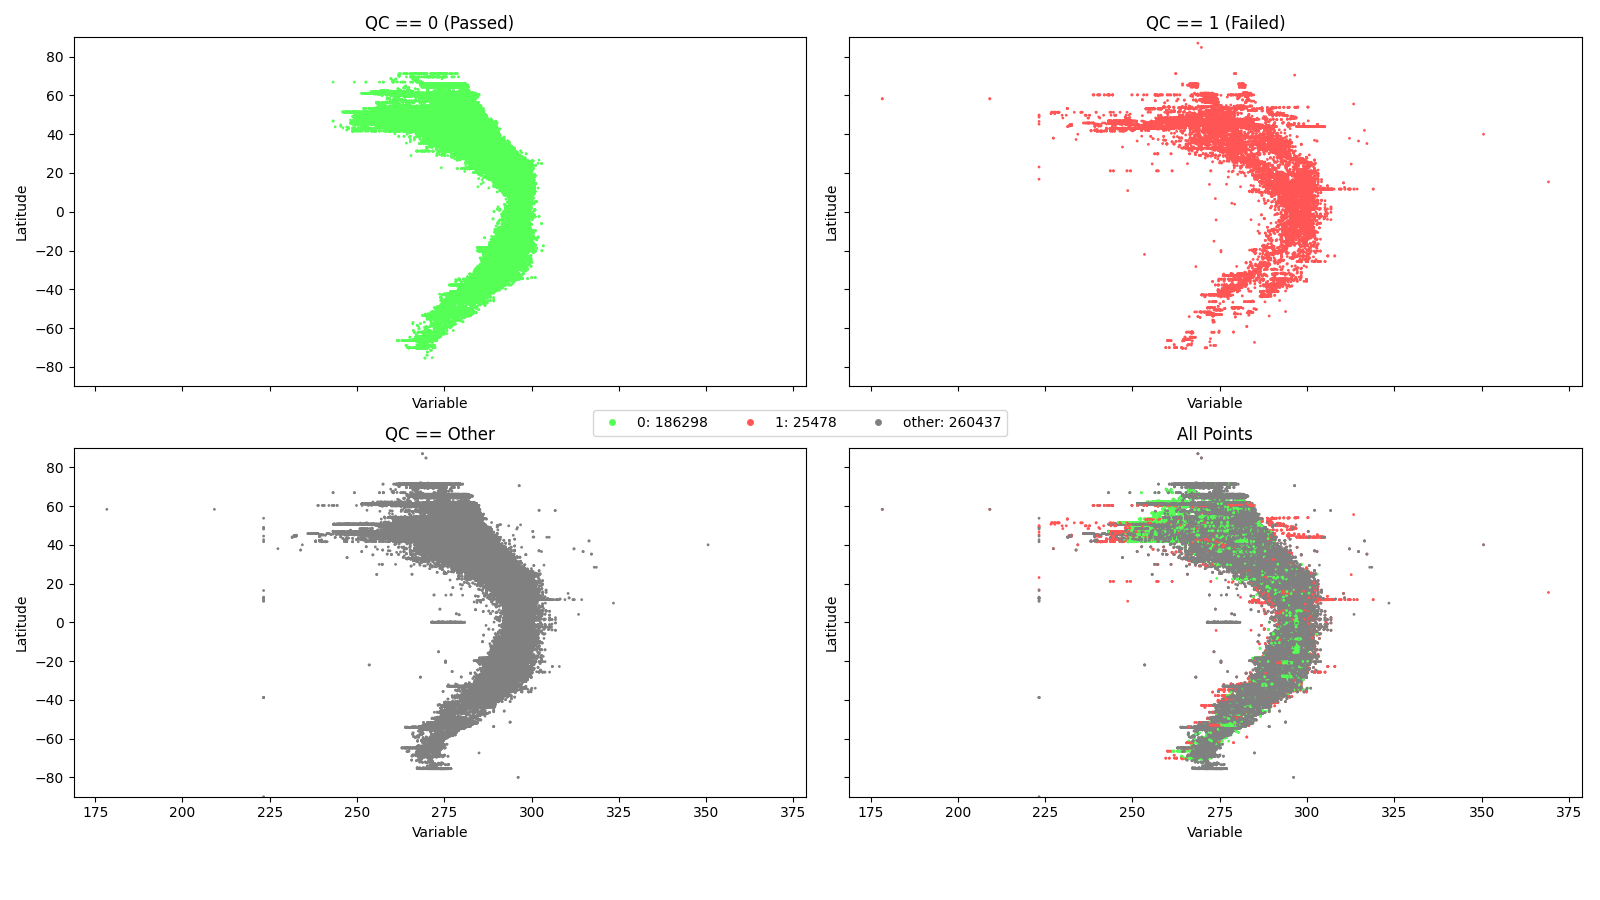 QC == 0 (Passed)
QC == 1 (Failed)
Latitude
80
60
40
20
0
−20
−40
−60
−80
Latitude
Variable
Variable
0: 186298 1: 25478 other: 260437
QC == Other
All Points
Latitude
80
60
40
20
0
−20
−40
−60
−80
Latitude
175 200 225 250 275 300 325 350 375
175 200 225 250 275 300 325 350 375
Variable
Variable